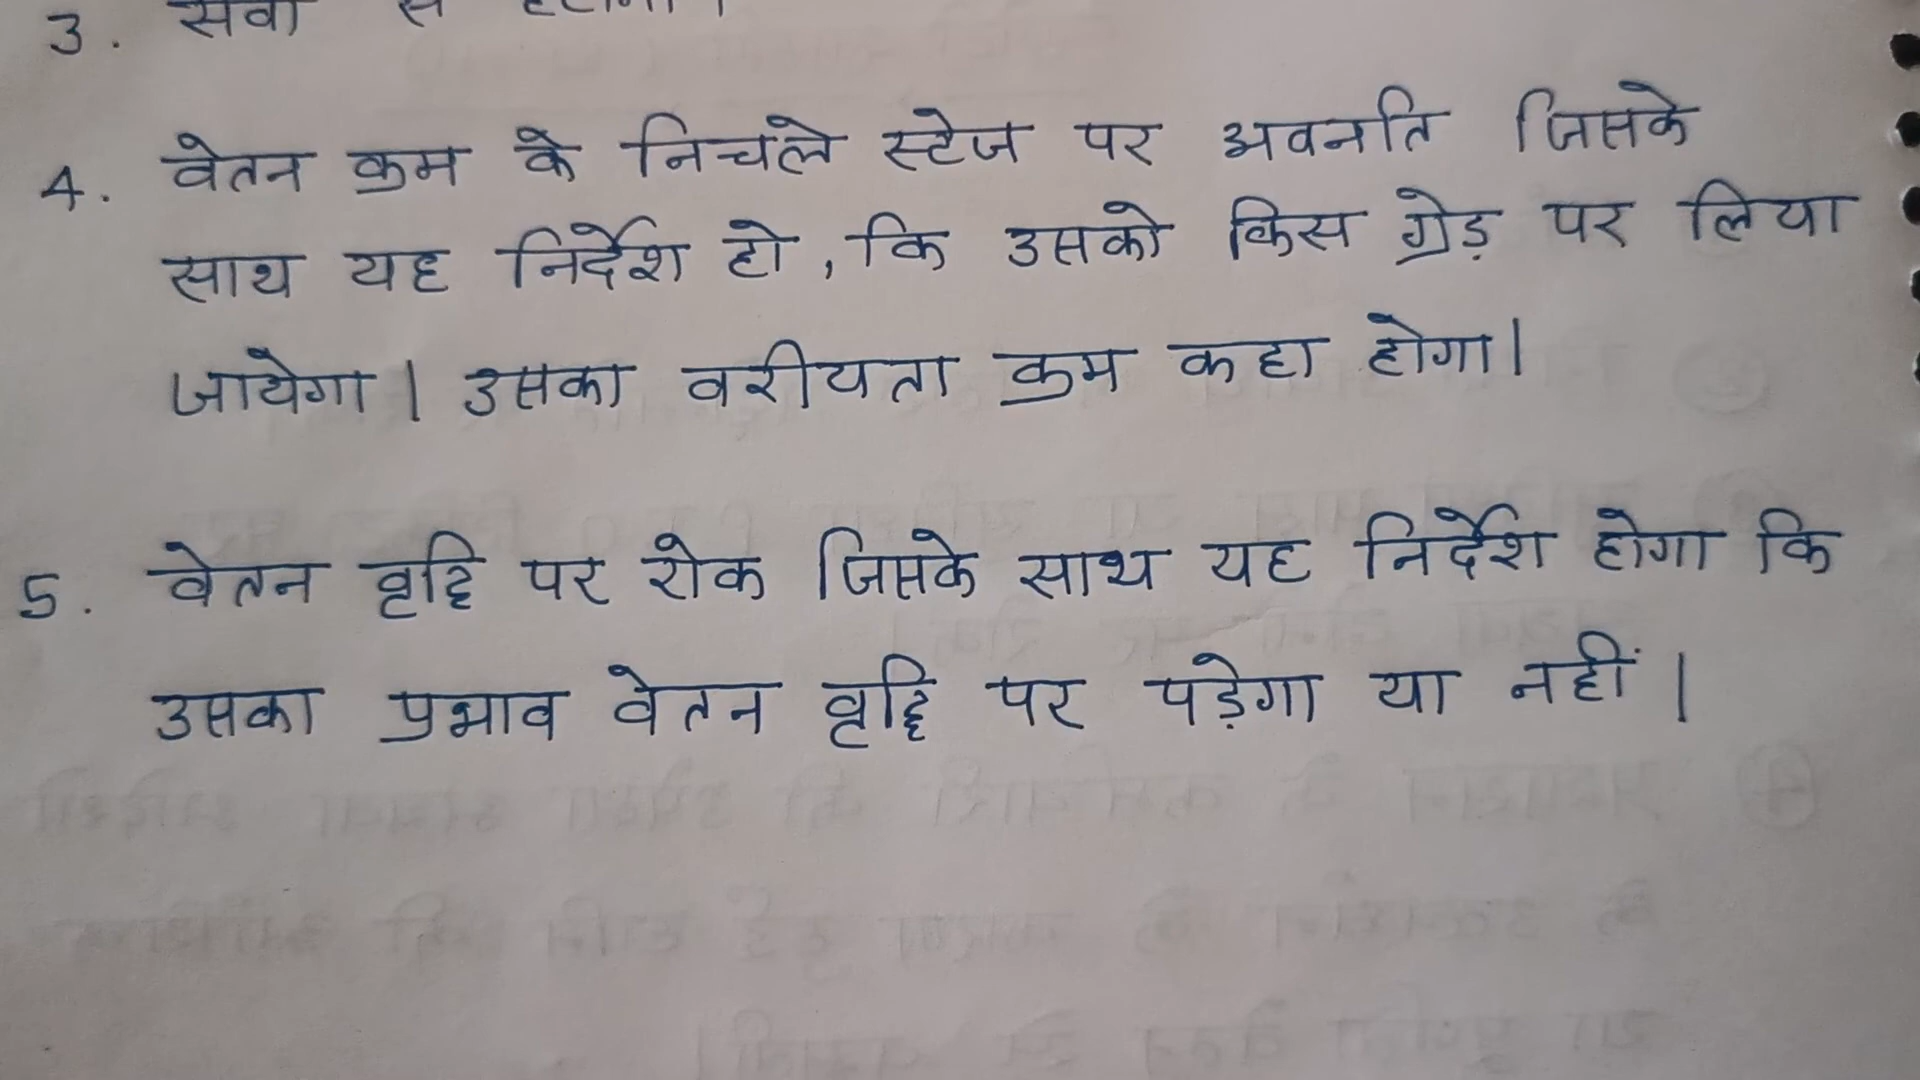 3. सेवा से हटाना।
4. वेतन क्रम के निचले स्टेज पर अवनति जिसके
साथ यह निर्देश हो, कि उसको किस ग्रेड़ पर लिया
जायेगा। उसका वरीयता क्रम कहा होगा।
5. वेतन वृद्दि पर रोक जिसके साथ यह निर्देश होगा कि
उसका प्रभाव वेतन वृद्दि पर पड़ेगा या नहीं।